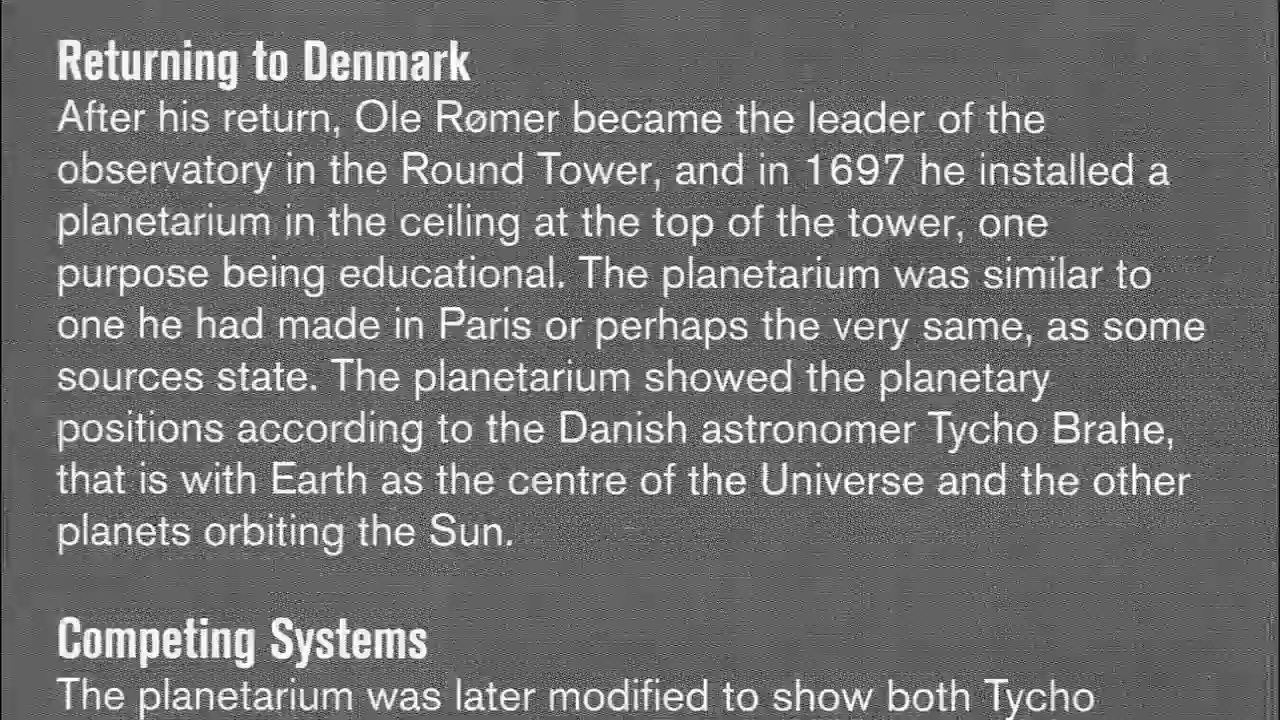 Returning to Denmark
After his return, Ole Rømer became the leader of the
observatory in the Round Tower, and in 1697 he installed a
planetarium in the ceiling at the top of the tower, one
purpose being educational. The planetarium was similar to
one he had made in Paris or perhaps the very same, as some
sources state. The planetarium showed the planetary
positions according to the Danish astronomer Tycho Brahe,
that is with Earth as the centre of the Universe and the other
planets orbiting the Sun.
Competing Systems
The planetarium was later modified to show both Tycho